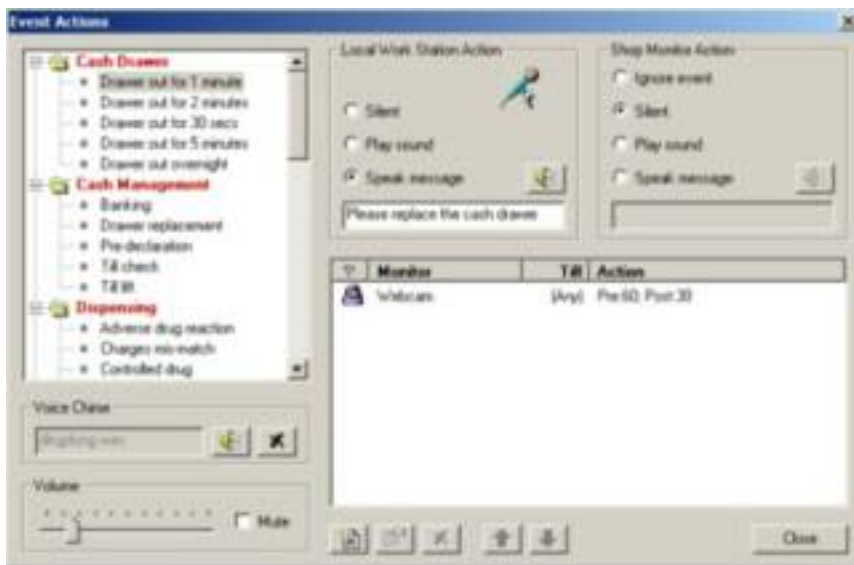 Event Actions
Cash Drawer
Drawer out for 1 minute
Drawer out for 2 minutes
Drawer out for 30 secs
Drawer out for 5 minutes
Drawer out overnight
Cash Management
Banking
Drawer replacement
Pre-declaration
Till check
Till lift
Dispensing
Adverse drug reaction
Charges mis-match
Controlled drug
Voice Chime
Volume
Mute
Local Work Station Action
Silent
Play sound
Speak message
Please replace the cash drawer
Shop Monitor Action
Ignore event
Silent
Play sound
Speak message
Monitor Till Action
Webcam (Any) Pre 60; Post 30
Close